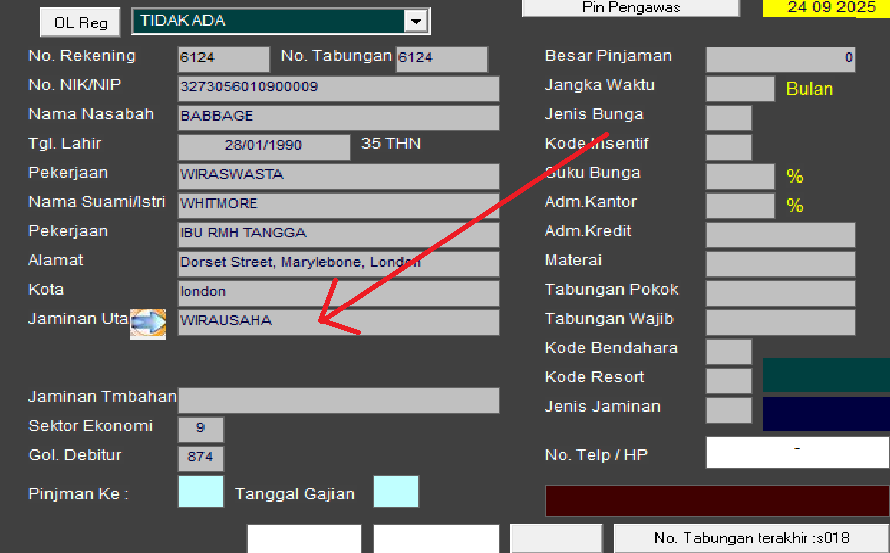 OL Reg TIDAK ADA Pin Pengawas 24 09 2025
No. Rekening 6124 No. Tabungan 6124 Besar Pinjaman 0
No. NIK/NIP 3273056010900009 Jangka Waktu Bulan
Nama Nasabah BABBAGE Jenis Bunga
Tgl. Lahir 28/01/1990 35 THN Kode Insentif
Pekerjaan WIRASWASTA Suku Bunga %
Nama Suami/Istri WHITMORE Adm.Kantor %
Pekerjaan IBU RMH TANGGA Adm.Kredit
Alamat Dorset Street, Marylebone, London Materai
Kota london Tabungan Pokok
Jaminan Uta WIRAUSAHA Tabungan Wajib
Kode Bendahara
Kode Resort
Jaminan Tmbahan Jenis Jaminan
Sektor Ekonomi 9
Gol. Debitur 874 No. Telp / HP -
Pinjman Ke : Tanggal Gajian
No. Tabungan terakhir :s018